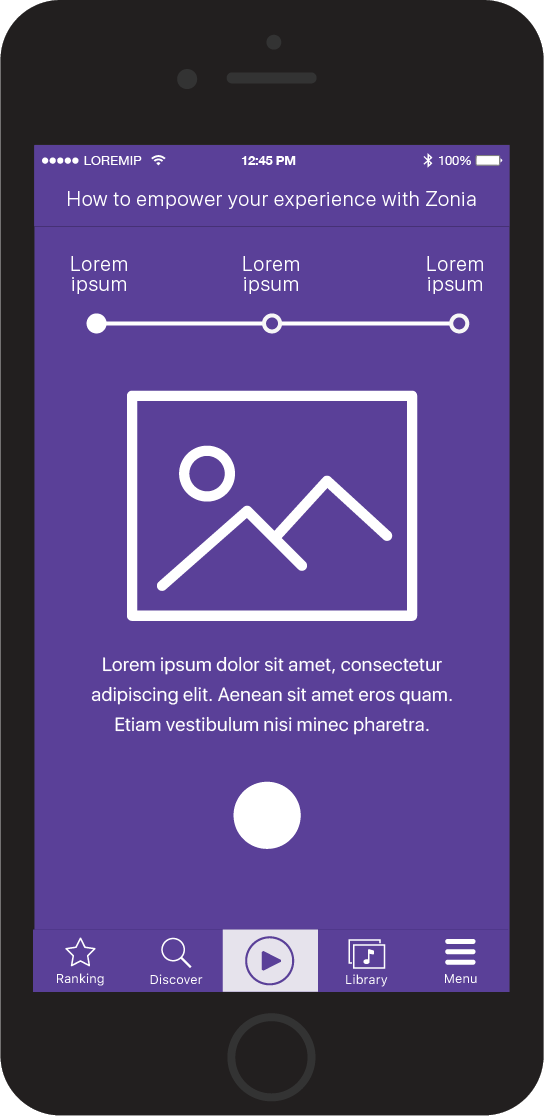 LOREMIP 12:45 PM 100%
How to empower your experience with Zonia
Lorem ipsum
Lorem ipsum
Lorem ipsum
Lorem ipsum dolor sit amet, consectetur
adipiscing elit. Aenean sit amet eros quam.
Etiam vestibulum nisi minec pharetra.
Ranking Discover Library Menu